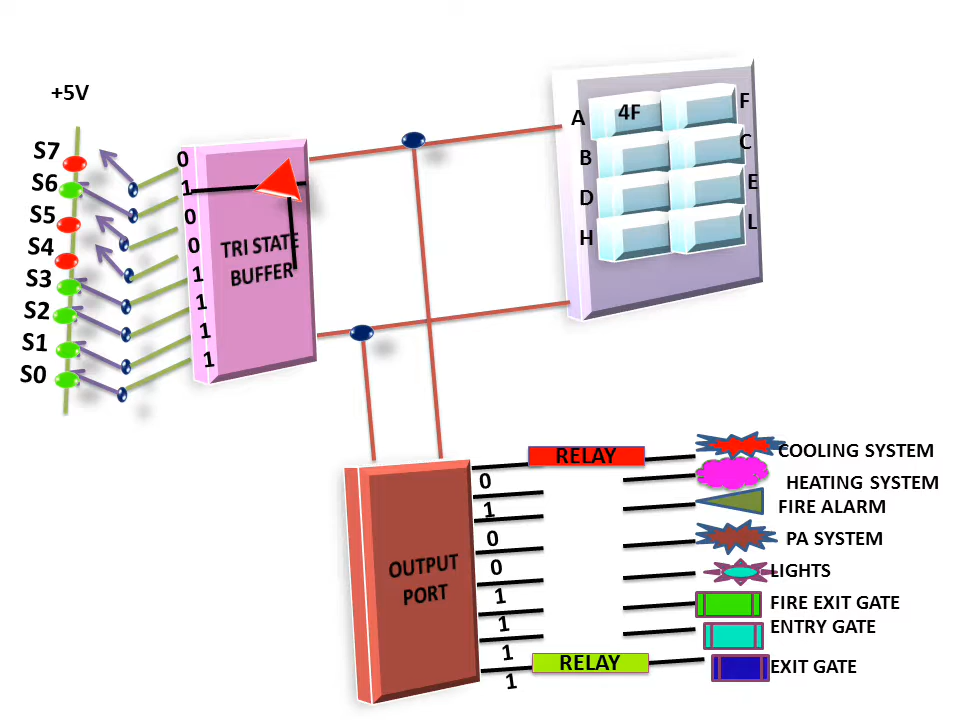 +5V
S7
S6
S5
S4
S3
S2
S1
S0
0
1
0
0
1
1
1
1
TRI STATE
BUFFER
A
4F
F
B
C
D
E
H
L
OUTPUT
PORT
0
1
0
0
1
1
1
1
RELAY
RELAY
COOLING SYSTEM
HEATING SYSTEM
FIRE ALARM
PA SYSTEM
LIGHTS
FIRE EXIT GATE
ENTRY GATE
EXIT GATE